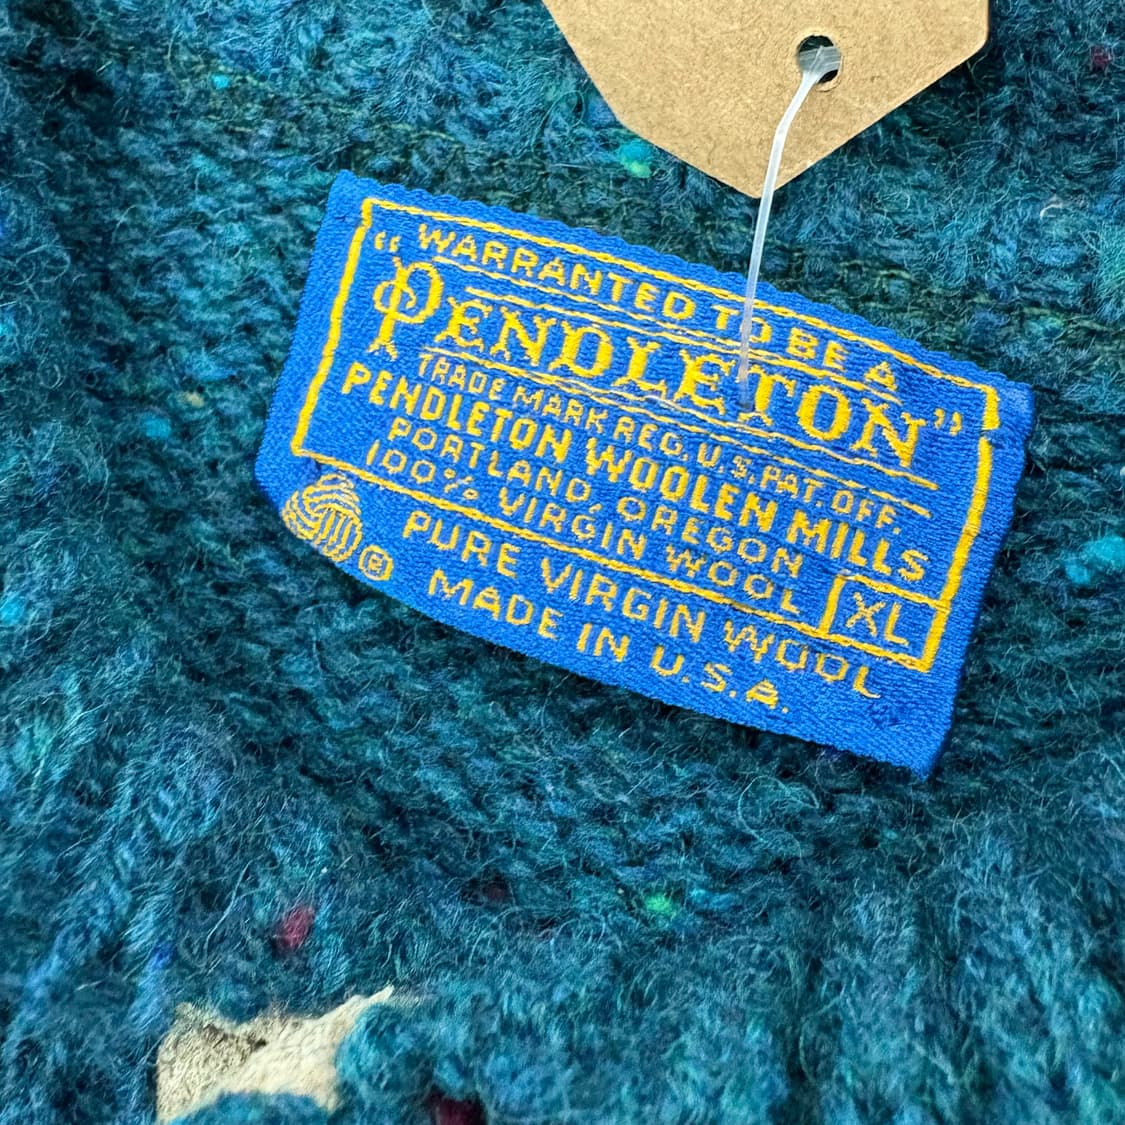 WARRANTED TO BE A
“PENDLETON”
TRADE MARK REG. U.S. PAT. OFF.
PENDLETON WOOLEN MILLS
PORTLAND, OREGON
100% VIRGIN WOOL
XL
PURE VIRGIN WOOL
® MADE IN U.S.A.